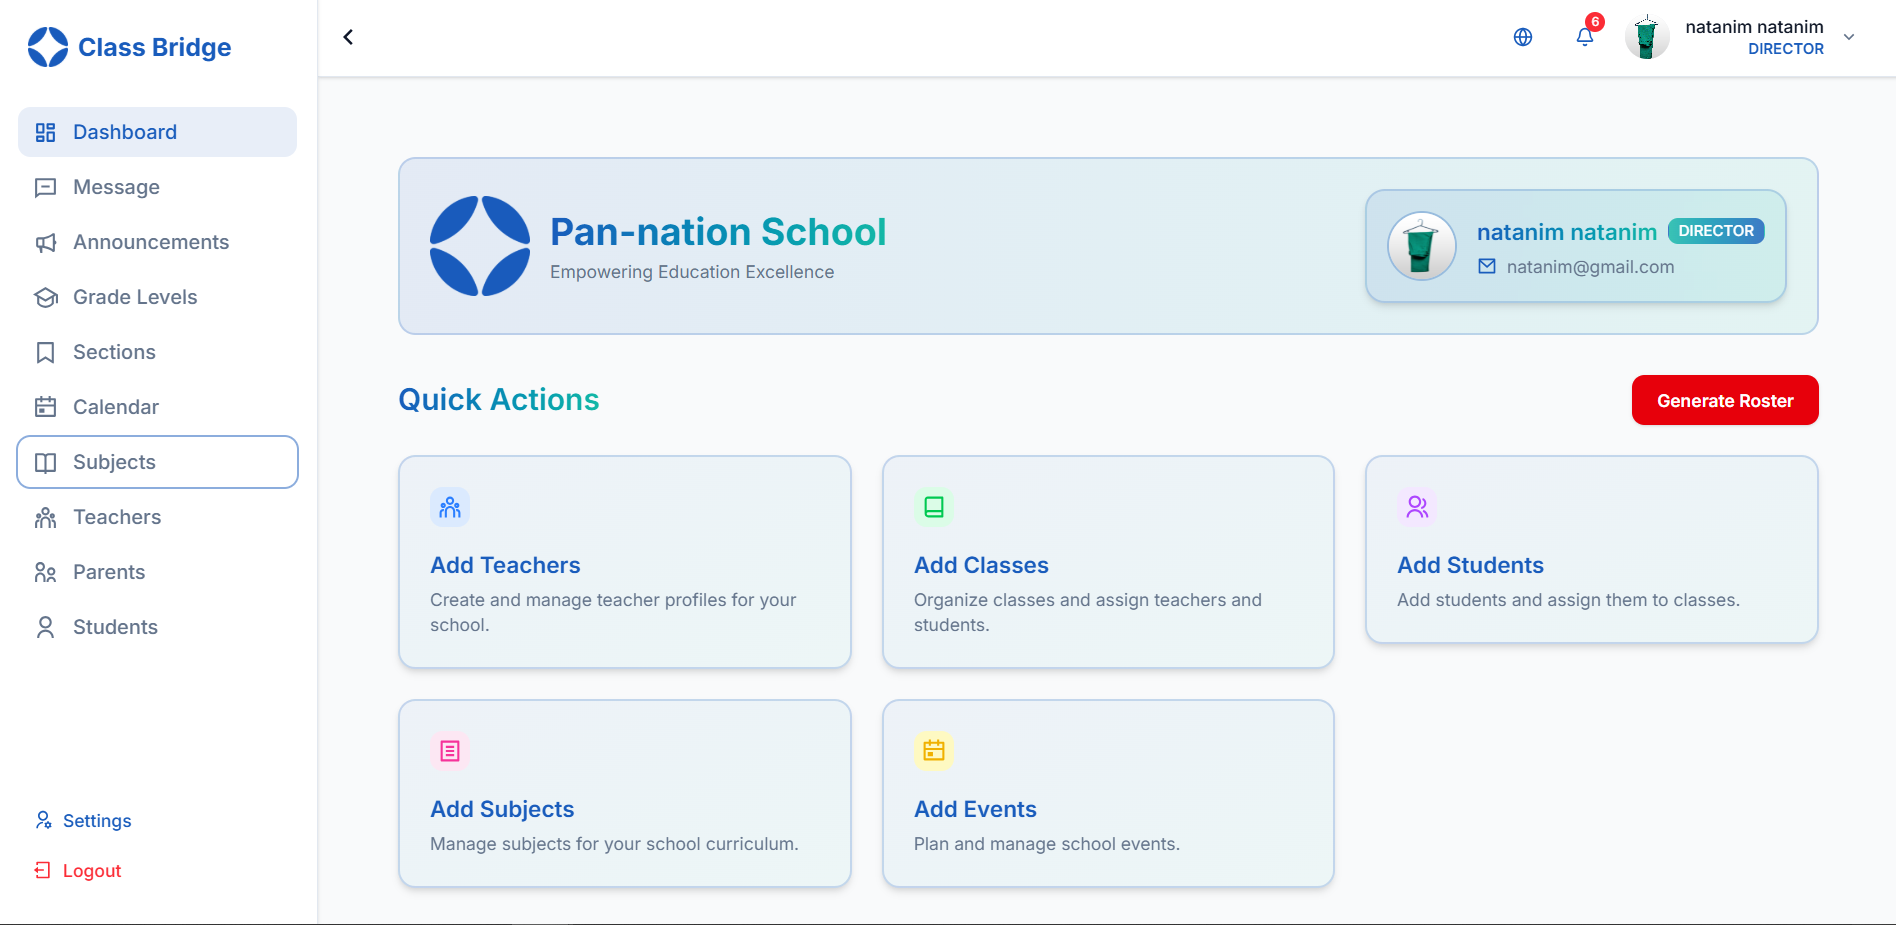 Class Bridge
Dashboard
Message
Announcements
Grade Levels
Sections
Calendar
Subjects
Teachers
Parents
Students
Settings
Logout
6
natanim natanim
DIRECTOR
Pan-nation School
Empowering Education Excellence
natanim natanim DIRECTOR
natanim@gmail.com
Quick Actions
Generate Roster
Add Teachers
Create and manage teacher profiles for your
school.
Add Classes
Organize classes and assign teachers and
students.
Add Students
Add students and assign them to classes.
Add Subjects
Manage subjects for your school curriculum.
Add Events
Plan and manage school events.